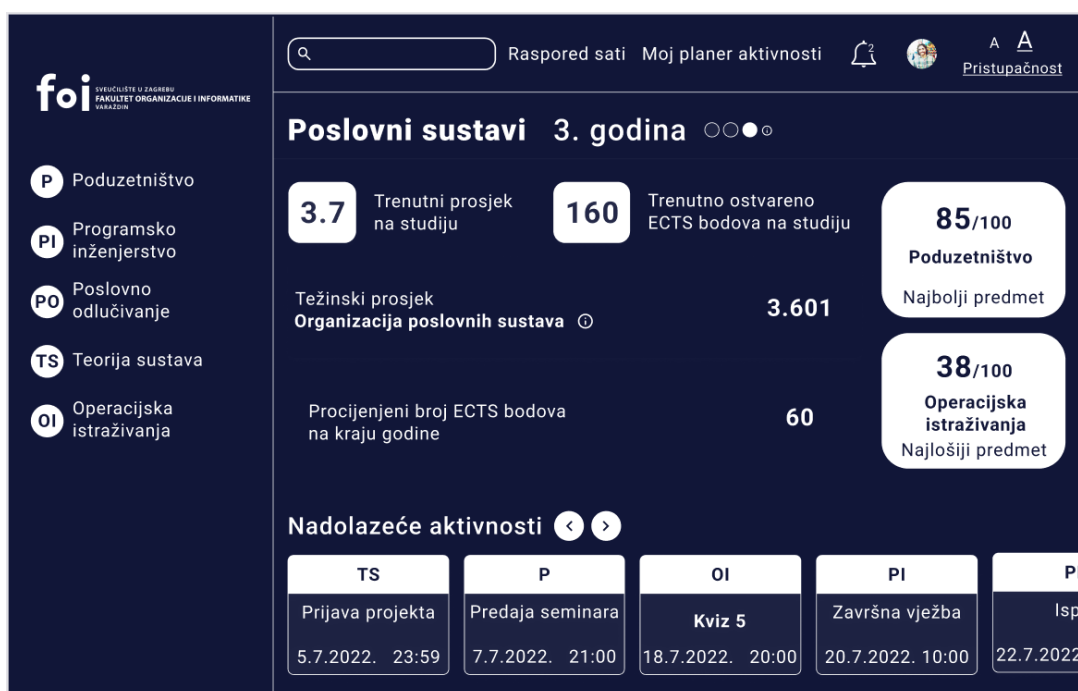 foi
SVEUČILIŠTE U ZAGREBU
FAKULTET ORGANIZACIJE I INFORMATIKE
VARAŽDIN
P Poduzetništvo
PI Programsko
inženjerstvo
PO Poslovno
odlučivanje
TS Teorija sustava
OI Operacijska
istraživanja
Raspored sati Moj planer aktivnosti 2 A A
Pristupačnost
Poslovni sustavi 3. godina
3.7 Trenutni prosjek
na studiju
160 Trenutno ostvareno
ECTS bodova na studiju
Težinski prosjek
Organizacija poslovnih sustava
3.601
Procijenjeni broj ECTS bodova
na kraju godine
60
85/100
Poduzetništvo
Najbolji predmet
38/100
Operacijska
istraživanja
Najlošiji predmet
Nadolazeće aktivnosti
TS
Prijava projekta
5.7.2022. 23:59
P
Predaja seminara
7.7.2022. 21:00
OI
Kviz 5
18.7.2022. 20:00
PI
Završna vježba
20.7.2022. 10:00
P
Isp
22.7.2022